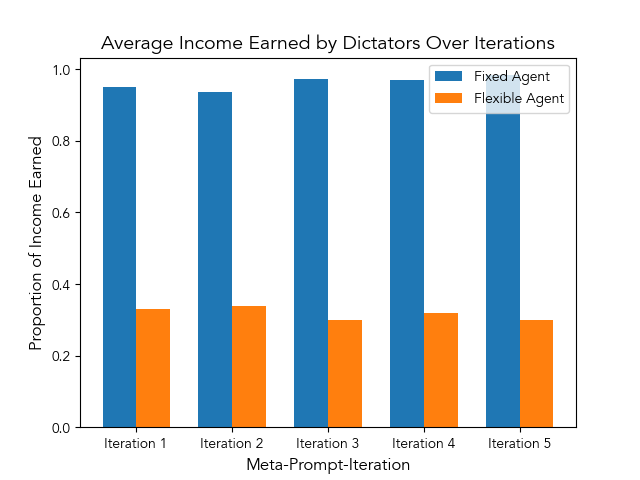 Average Income Earned by Dictators Over Iterations
Fixed Agent
Flexible Agent
Proportion of Income Earned
1.0
0.8
0.6
0.4
0.2
0.0
Iteration 1
Iteration 2
Iteration 3
Iteration 4
Iteration 5
Meta-Prompt-Iteration